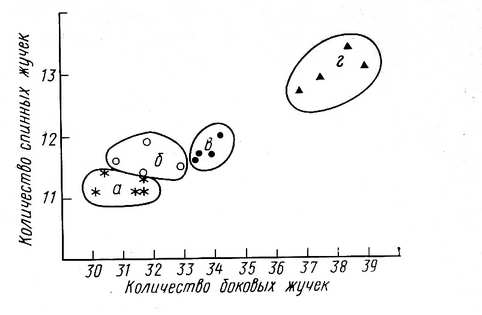 Количество спинных жучек
13
12
11
г
в
б
а
30 31 32 33 34 35 36 37 38 39
Количество боковых жучек